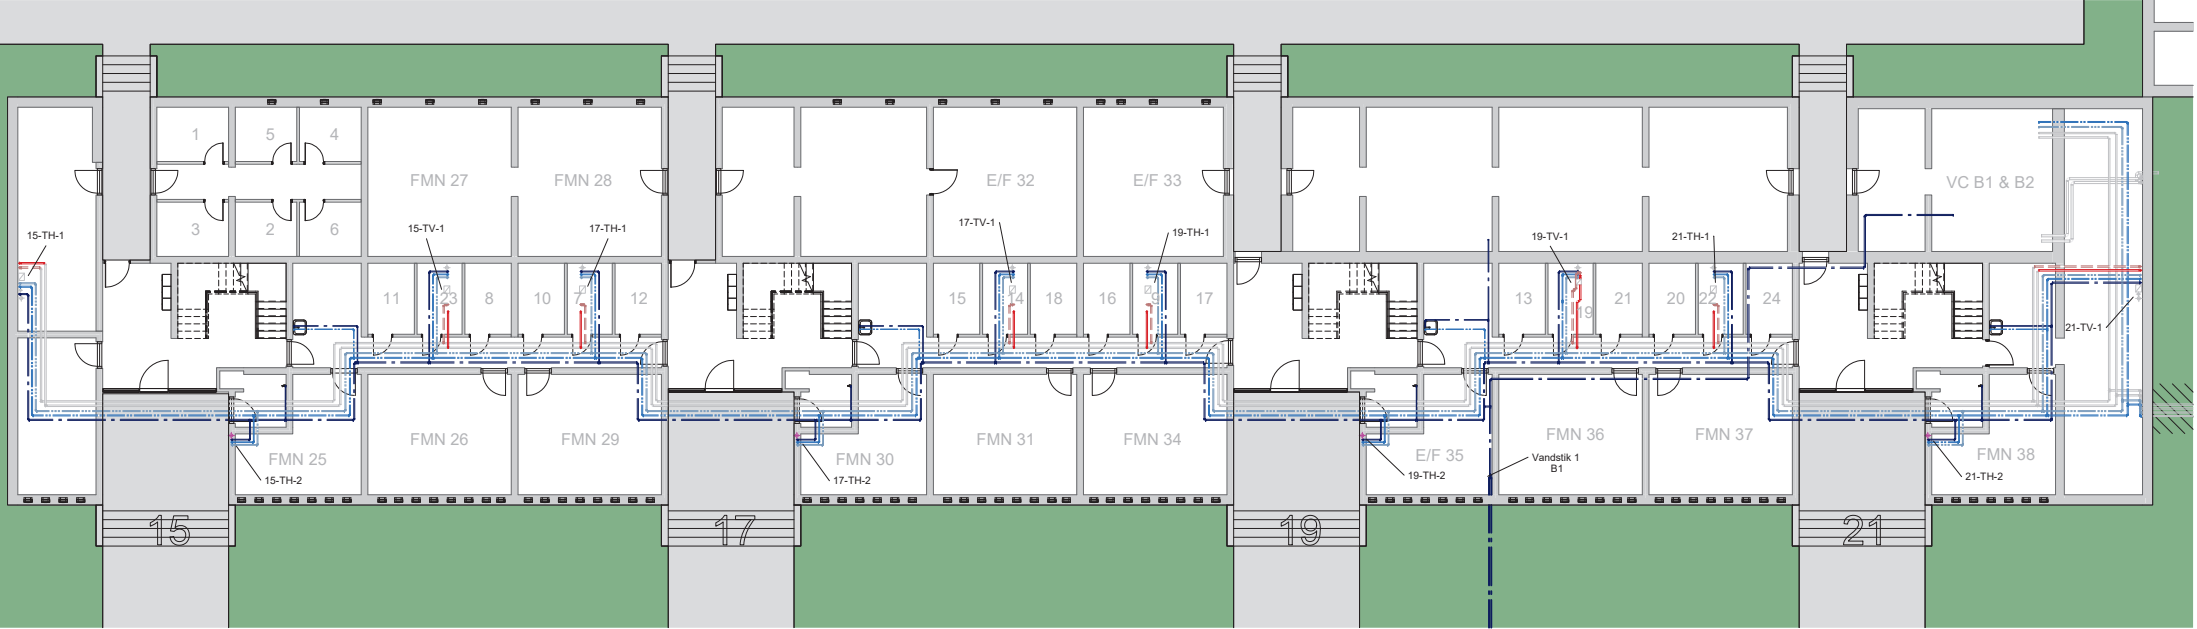 1
5
4
FMN 27
FMN 28
E/F 32
E/F 33
VC B1 & B2
3
2
6
15-TH-1
15-TV-1
17-TH-1
17-TV-1
19-TH-1
19-TV-1
21-TH-1
11
23
8
10
7
12
15
14
18
16
9
17
13
19
21
20
22
24
21-TV-1
FMN 26
FMN 29
FMN 31
FMN 34
FMN 36
FMN 37
FMN 25
FMN 30
E/F 35
Vandstik 1
B1
FMN 38
15-TH-2
17-TH-2
19-TH-2
21-TH-2
15
17
19
21